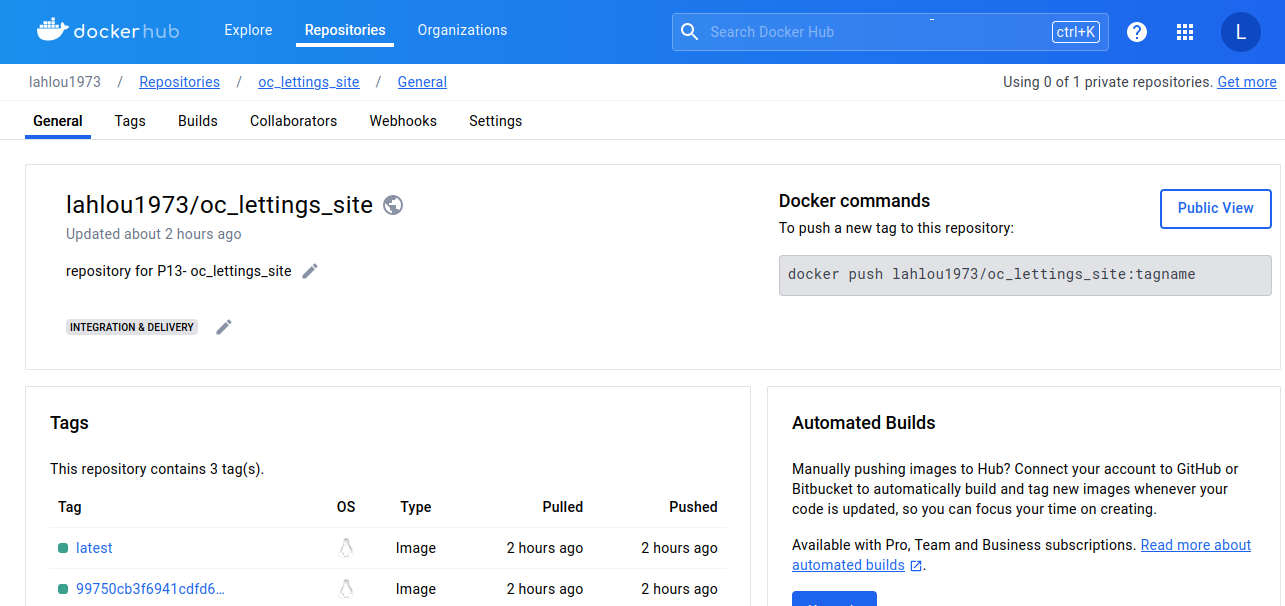 dockerhub Explore Repositories Organizations Search Docker Hub ctrl+K ? L
lahlou1973 / Repositories / oc_lettings_site / General Using 0 of 1 private repositories. Get more
General Tags Builds Collaborators Webhooks Settings
lahlou1973/oc_lettings_site
Updated about 2 hours ago
repository for P13- oc_lettings_site
INTEGRATION & DELIVERY
Docker commands
Public View
To push a new tag to this repository:
docker push lahlou1973/oc_lettings_site:tagname
Tags
This repository contains 3 tag(s).
Tag OS Type Pulled Pushed
latest Image 2 hours ago 2 hours ago
99750cb3f6941cdfd6... Image 2 hours ago 2 hours ago
Automated Builds
Manually pushing images to Hub? Connect your account to GitHub or
Bitbucket to automatically build and tag new images whenever your
code is updated, so you can focus your time on creating.
Available with Pro, Team and Business subscriptions. Read more about
automated builds .